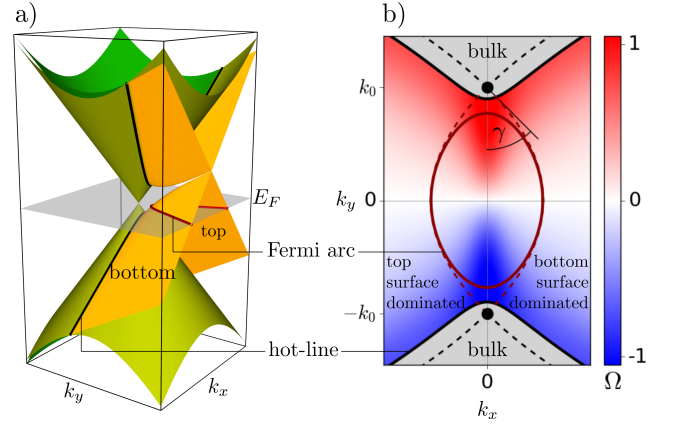 a)
E_F
top
bottom
k_y
k_x
Fermi arc
hot-line
b)
bulk
k_0
γ
k_y
0
top
surface
dominated
bottom
surface
dominated
-k_0
bulk
0
k_x
1
0
-1
Ω